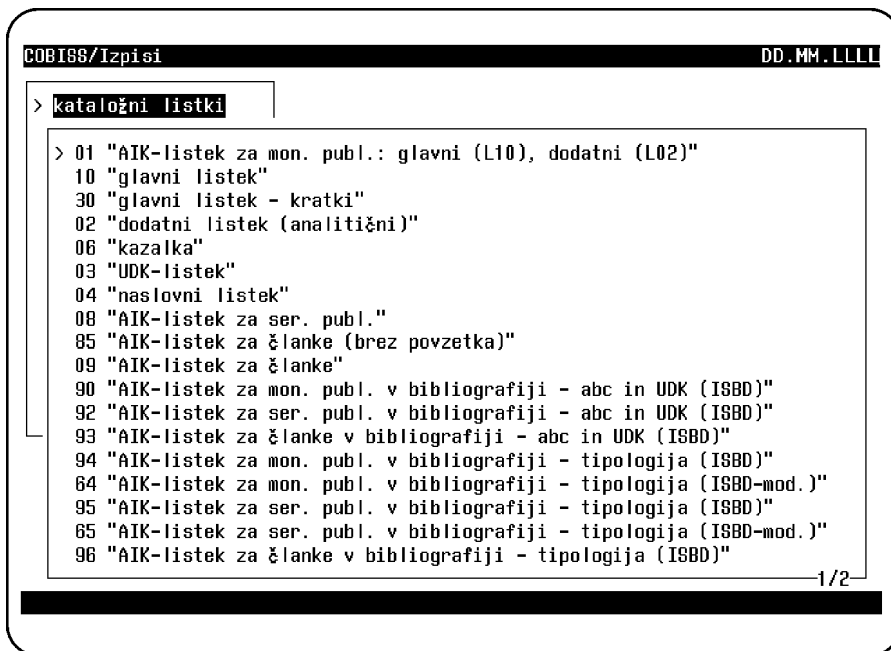 COBISS/Izpisi DD.MM.LLLL
> kataložni listki
> 01 "AIK-listek za mon. publ.: glavni (L10), dodatni (L02)"
10 "glavni listek"
30 "glavni listek - kratki"
02 "dodatni listek (analitični)"
06 "kazalka"
03 "UDK-listek"
04 "naslovni listek"
08 "AIK-listek za ser. publ."
85 "AIK-listek za članke (brez povzetka)"
09 "AIK-listek za članke"
90 "AIK-listek za mon. publ. v bibliografiji - abc in UDK (ISBD)"
92 "AIK-listek za ser. publ. v bibliografiji - abc in UDK (ISBD)"
93 "AIK-listek za članke v bibliografiji - abc in UDK (ISBD)"
94 "AIK-listek za mon. publ. v bibliografiji - tipologija (ISBD)"
64 "AIK-listek za mon. publ. v bibliografiji - tipologija (ISBD-mod.)"
95 "AIK-listek za ser. publ. v bibliografiji - tipologija (ISBD)"
65 "AIK-listek za ser. publ. v bibliografiji - tipologija (ISBD-mod.)"
96 "AIK-listek za članke v bibliografiji - tipologija (ISBD)"
1/2